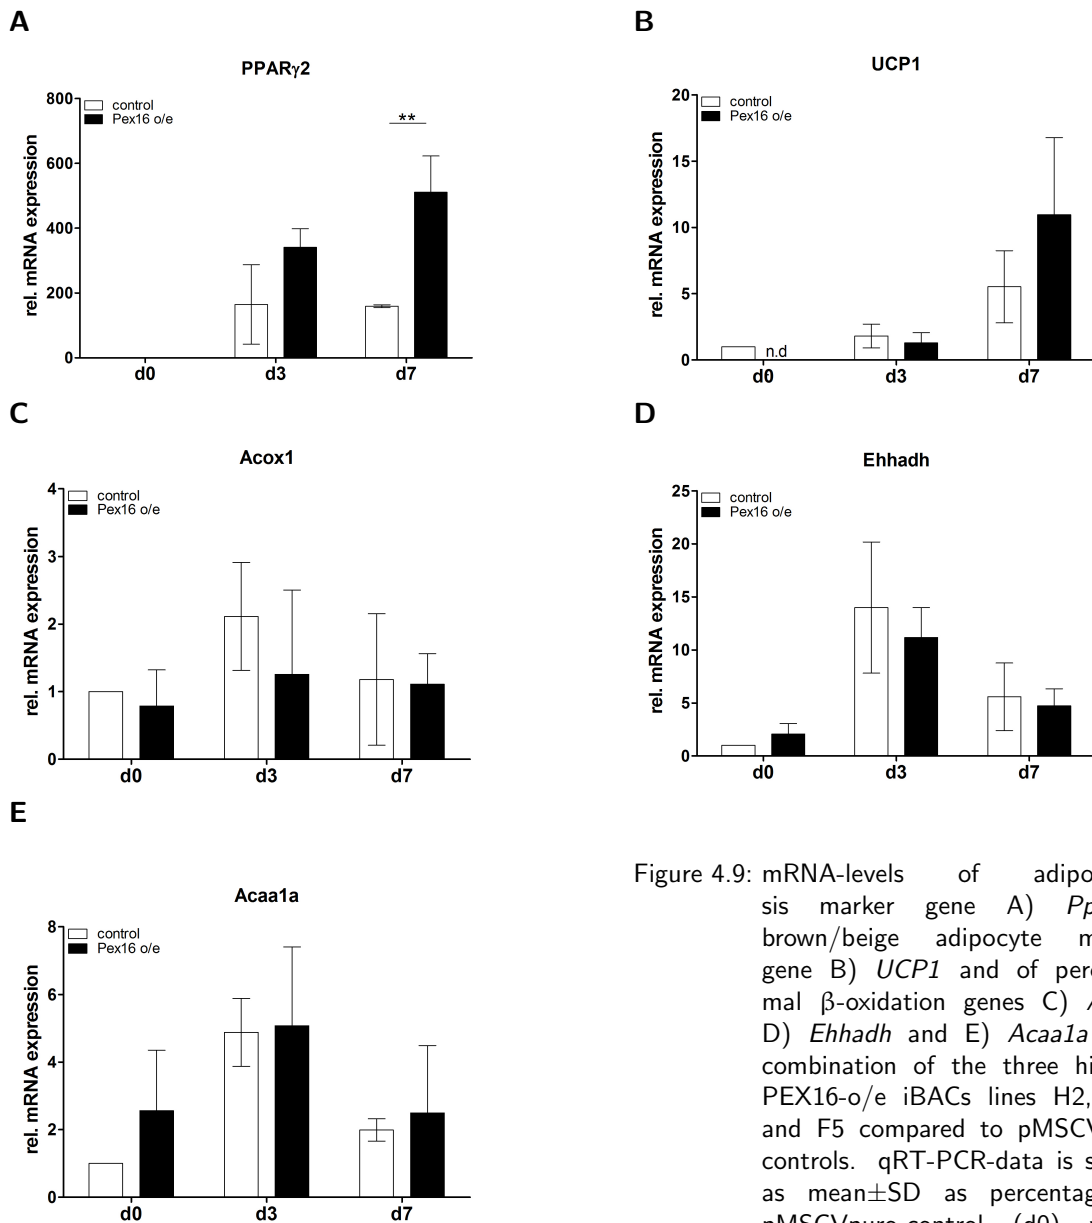 A
PPARγ2
control
Pex16 o/e
**
rel. mRNA expression
800
600
400
200
0
d0
d3
d7
B
UCP1
control
Pex16 o/e
rel. mRNA expression
20
15
10
5
0
n.d
d0
d3
d7
C
Acox1
control
Pex16 o/e
rel. mRNA expression
4
3
2
1
0
d0
d3
d7
D
Ehhadh
control
Pex16 o/e
rel. mRNA expression
25
20
15
10
5
0
d0
d3
d7
E
Acaa1a
control
Pex16 o/e
rel. mRNA expression
8
6
4
2
0
d0
d3
d7
Figure 4.9: mRNA-levels of
sis marker gene A)
brown/beige adipocyte
gene B) UCP1 and of
mal β-oxidation genes C)
D) Ehhadh and E) Acaa1a
combination of the three
PEX16-o/e iBACs lines H2,
and F5 compared to
controls. qRT-PCR-data is
as mean±SD as
(d0)